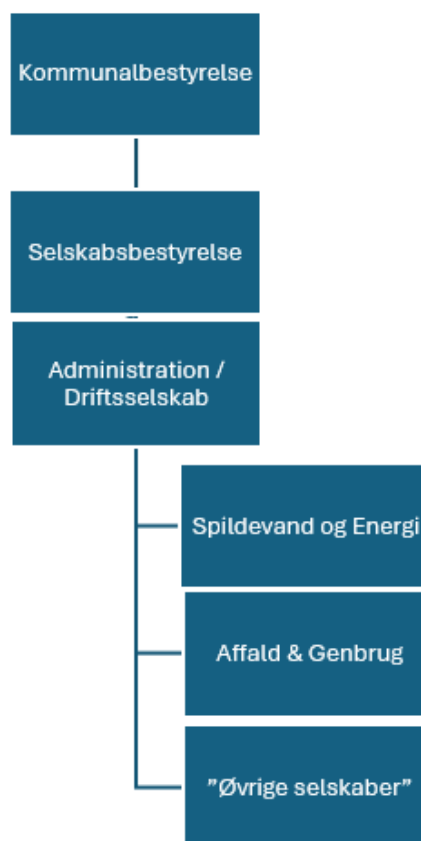 Kommunalbestyrelse
Selskabsbestyrelse
Administration /
Driftsselskab
Spildevand og Energi
Affald & Genbrug
”Øvrige selskaber”